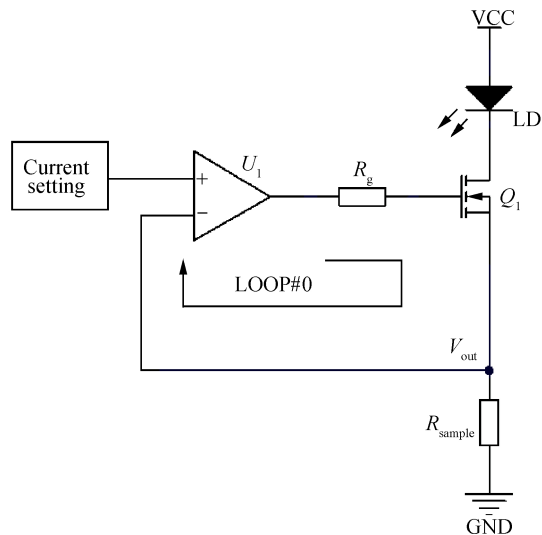 VCC
LD
Current
setting
U1
+
−
Rg
Q1
LOOP#0
Vout
Rsample
GND